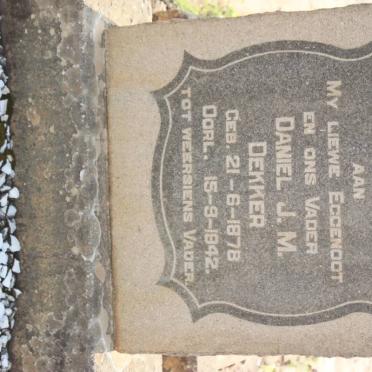 AAN
MY LIEWE EGGENOOT
EN ONS VADER
DANIEL J. M.
DEKKER
GEB. 21-6-1878
OORL. 15-9-1942.
TOT WEERSIENS VADER.